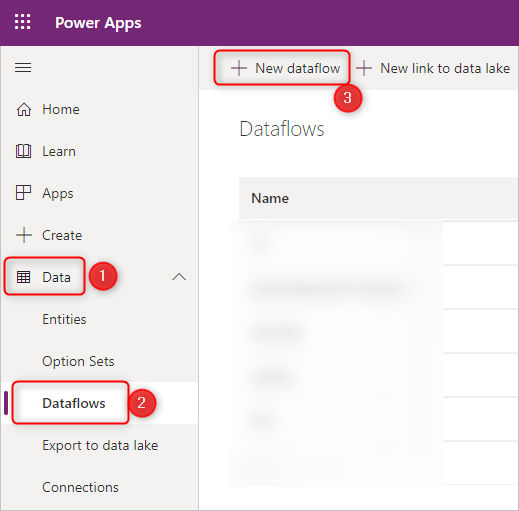 Power Apps
+ New dataflow + New link to data lake
3
Home
Dataflows
Learn
Apps
Name
+ Create
Data
1
Entities
Option Sets
Dataflows
2
Export to data lake
Connections